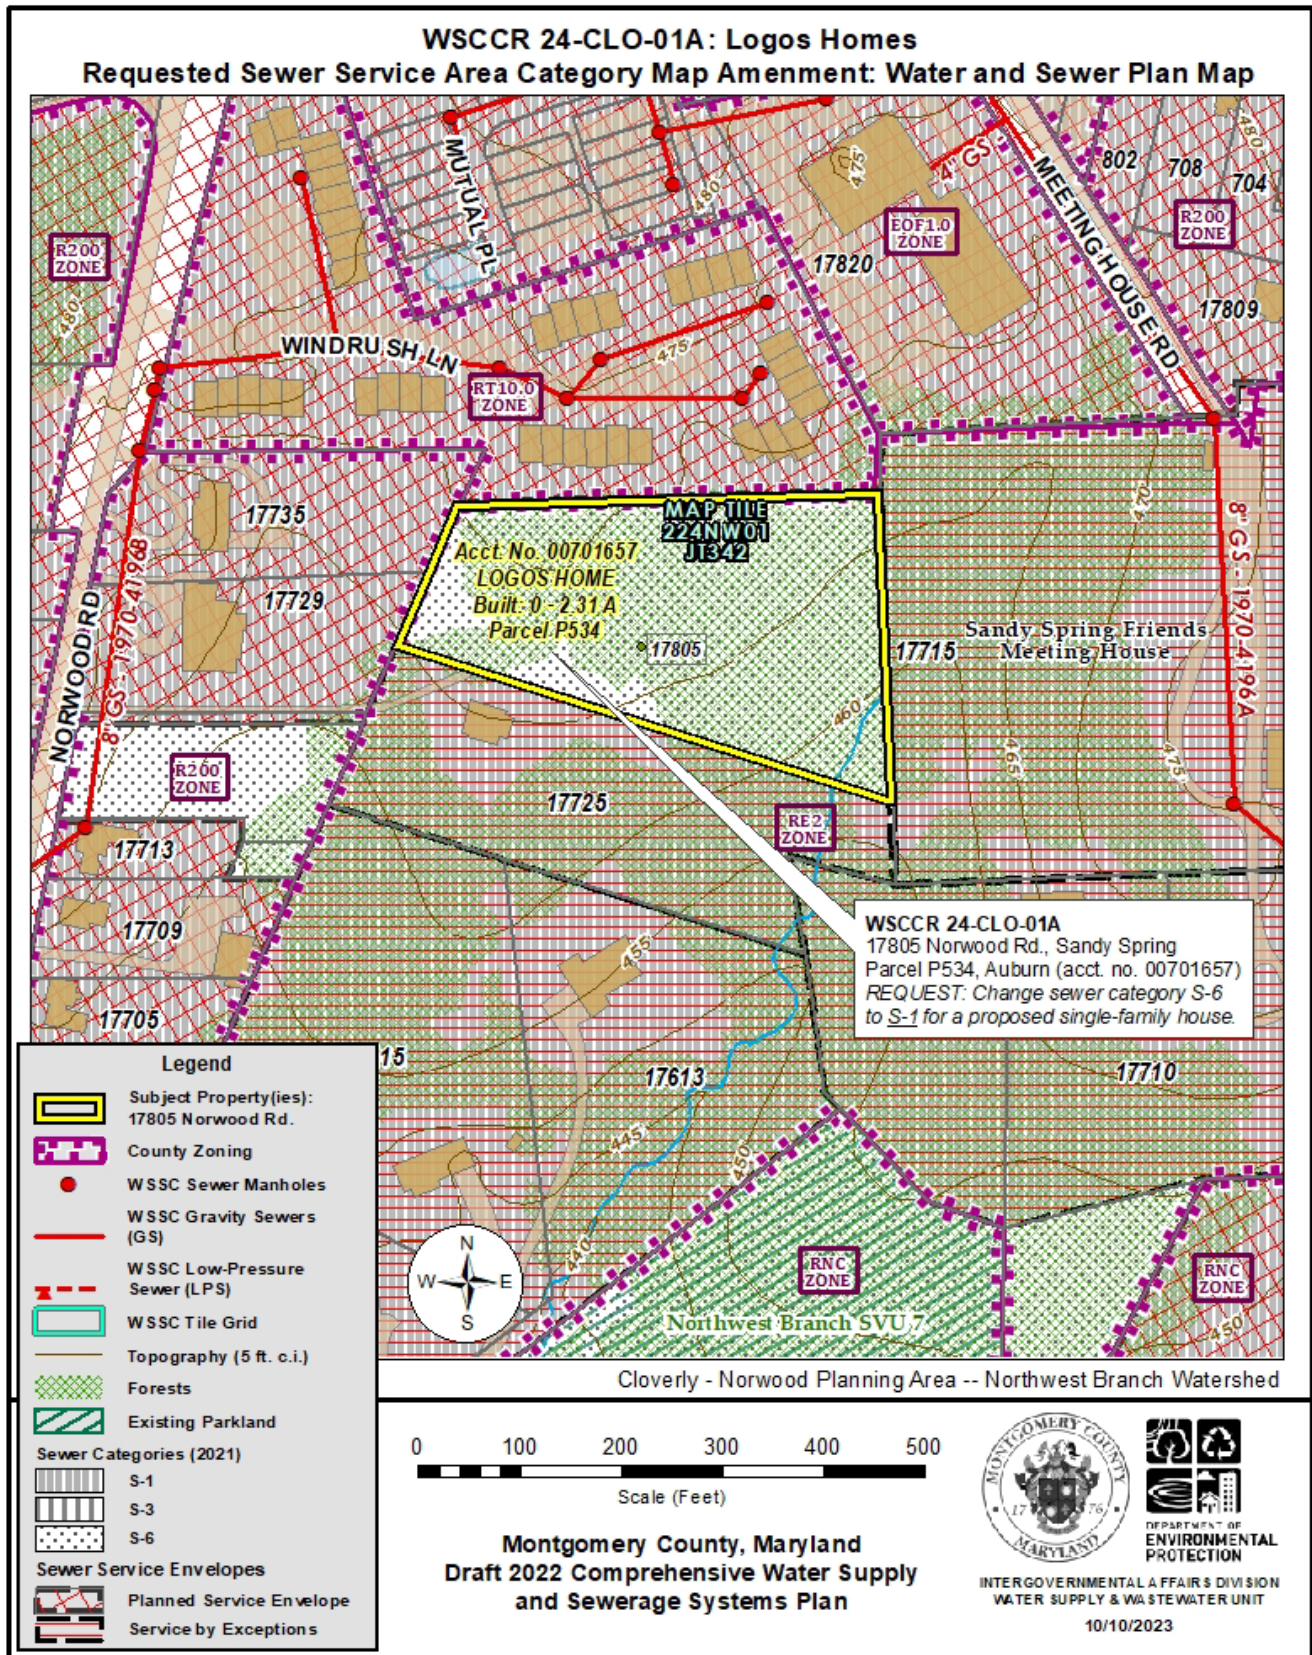 WSCCR 24-CLO-01A: Logos Homes
Requested Sewer Service Area Category Map Amenment: Water and Sewer Plan Map
MUTUAL PL
4" GS
MEETING HOUSE RD
802
708
704
480
475'
480'
R200
ZONE
EOF1.0
ZONE
R200
ZONE
17820
17809
480'
WINDRUSH LN
475'
RT10.0
ZONE
17735
MAP TILE
224NW01
JT342
470'
8" GS - 1970-4196B
8" GS - 1970-4196A
Acct. No. 00701657
LOGOS HOME
Built: 0 - 2.31 A
Parcel P534
17729
17805
17715
Sandy Spring Friends
Meeting House
NORWOOD RD
460
465'
475'
R200
ZONE
17725
RE2
ZONE
17713
17709
455'
WSCCR 24-CLO-01A
17805 Norwood Rd., Sandy Spring
Parcel P534, Auburn (acct. no. 00701657)
REQUEST: Change sewer category S-6
to S-1 for a proposed single-family house.
17705
15
17613
17710
445'
450'
440'
RNC
ZONE
RNC
ZONE
Northwest Branch SVU 7
450
N
W
E
S
Legend
Subject Property(ies):
17805 Norwood Rd.
County Zoning
WSSC Sewer Manholes
WSSC Gravity Sewers
(GS)
WSSC Low-Pressure
Sewer (LPS)
WSSC Tile Grid
Topography (5 ft. c.i.)
Forests
Existing Parkland
Sewer Categories (2021)
S-1
S-3
S-6
Sewer Service Envelopes
Planned Service Envelope
Service by Exceptions
Cloverly - Norwood Planning Area -- Northwest Branch Watershed
0 100 200 300 400 500
Scale (Feet)
Montgomery County, Maryland
Draft 2022 Comprehensive Water Supply
and Sewerage Systems Plan
MONTGOMERY COUNTY
17 76
MARYLAND
DEPARTMENT OF
ENVIRONMENTAL
PROTECTION
INTERGOVERNMENTAL AFFAIRS DIVISION
WATER SUPPLY & WASTEWATER UNIT
10/10/2023